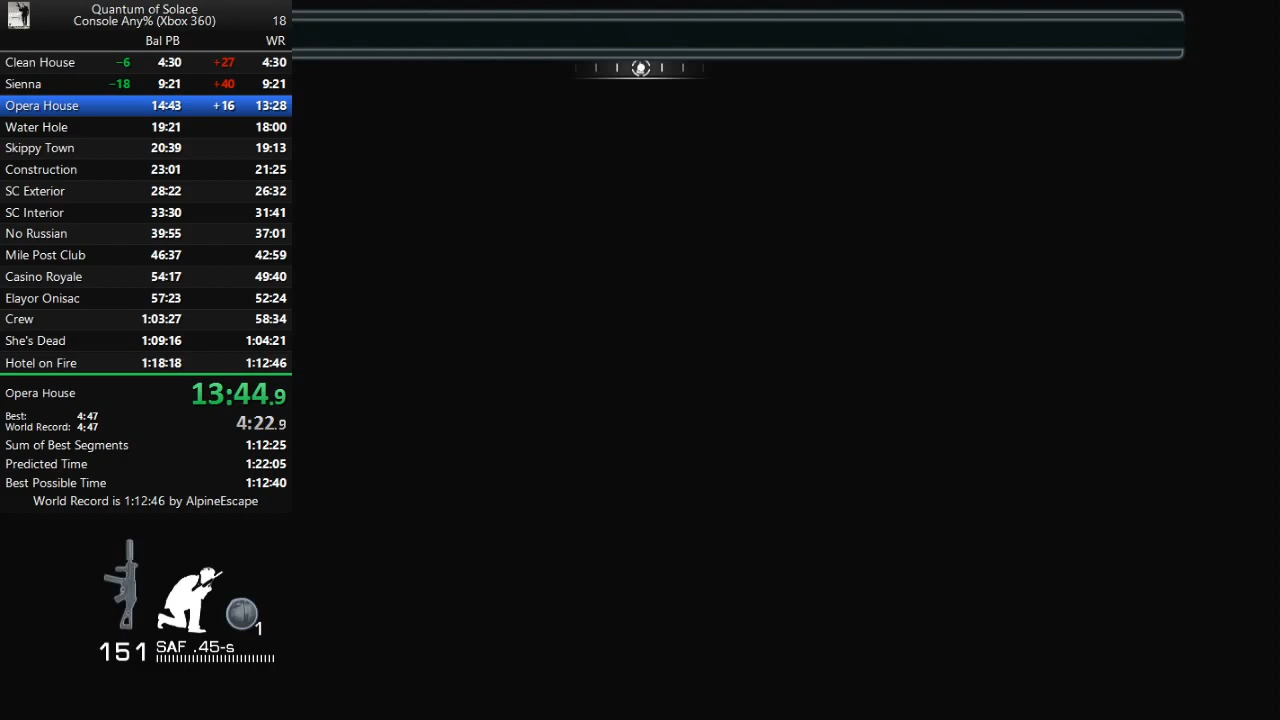 Quantum of Solace
Console Any% (Xbox 360) 18
Bal PB WR
Clean House −6 4:30 +27 4:30
Sienna −18 9:21 +40 9:21
Opera House 14:43 +16 13:28
Water Hole 19:21 18:00
Skippy Town 20:39 19:13
Construction 23:01 21:25
SC Exterior 28:22 26:32
SC Interior 33:30 31:41
No Russian 39:55 37:01
Mile Post Club 46:37 42:59
Casino Royale 54:17 49:40
Elayor Onisac 57:23 52:24
Crew 1:03:27 58:34
She's Dead 1:09:16 1:04:21
Hotel on Fire 1:18:18 1:12:46
Opera House 13:44.9
Best: 4:47
World Record: 4:47 4:22.9
Sum of Best Segments 1:12:25
Predicted Time 1:22:05
Best Possible Time 1:12:40
World Record is 1:12:46 by AlpineEscape
1
151 SAF .45-s